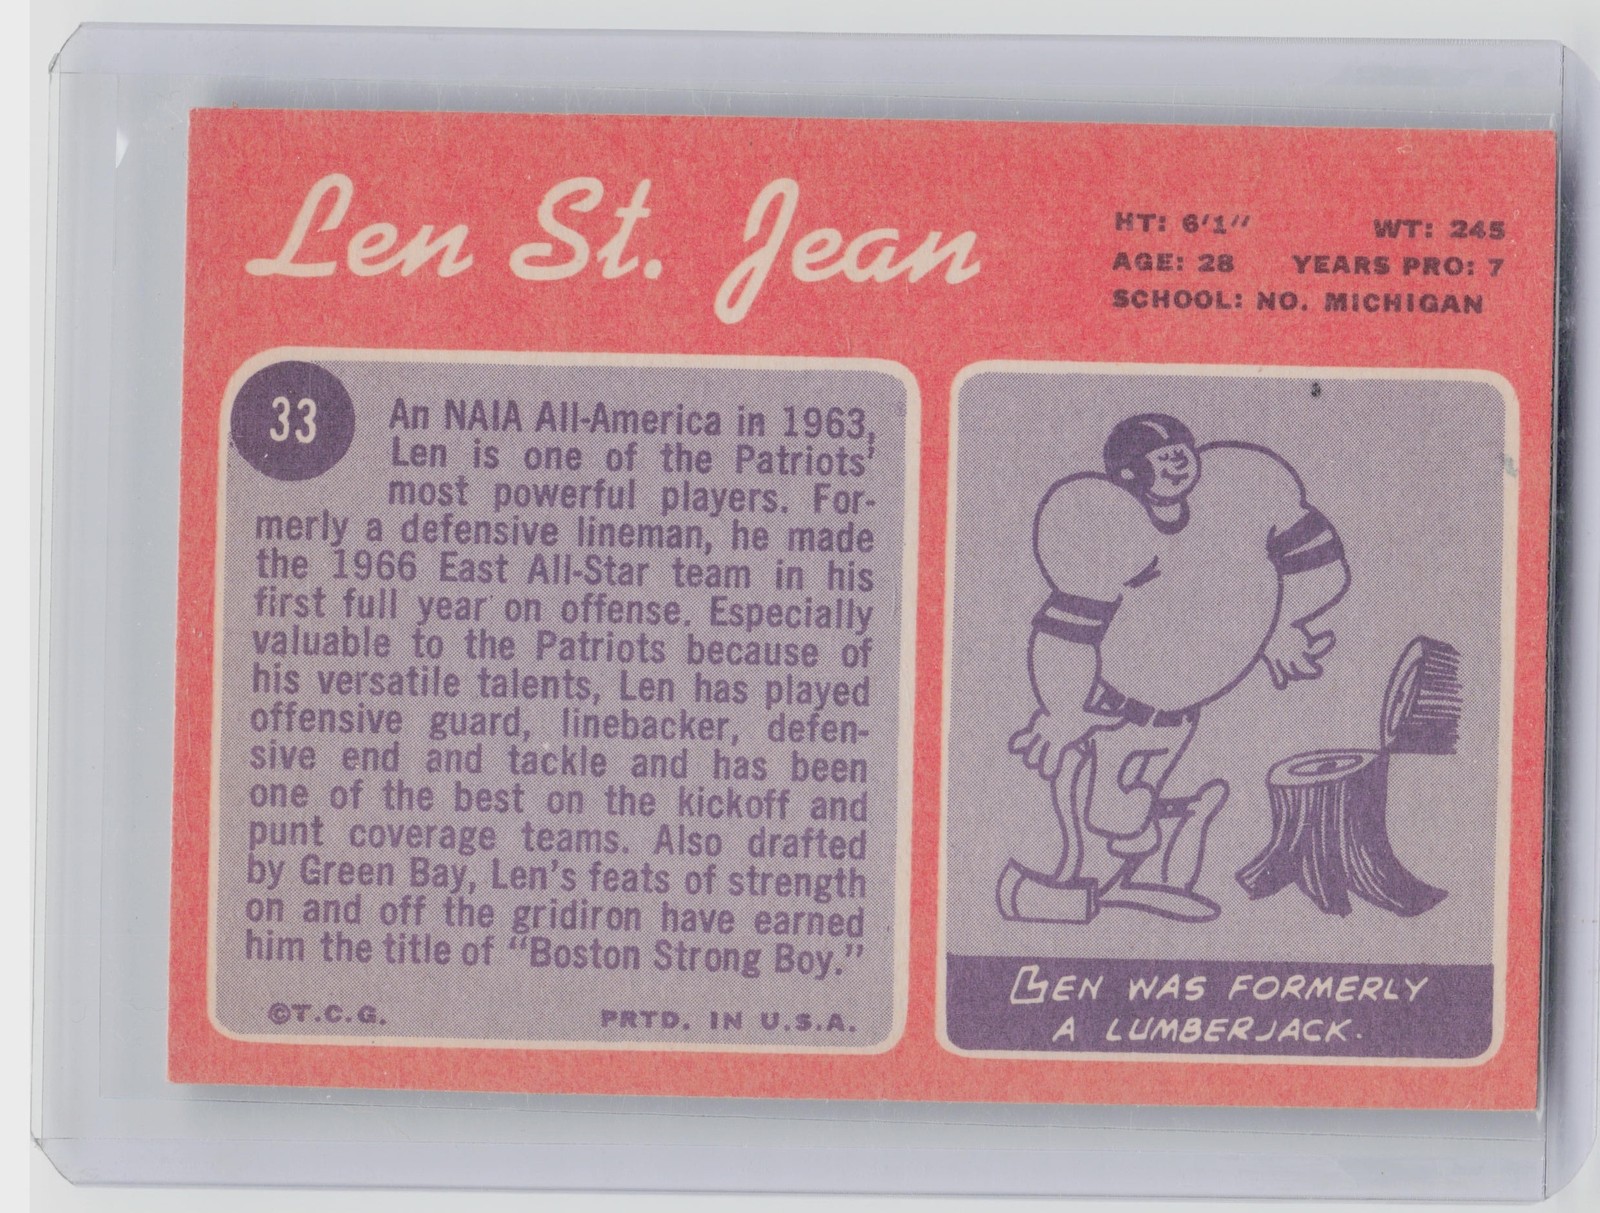 Len St. Jean
HT: 6'1" WT: 245
AGE: 28 YEARS PRO: 7
SCHOOL: NO. MICHIGAN
33
An NAIA All-America in 1963,
Len is one of the Patriots'
most powerful players. For-
merly a defensive lineman, he made
the 1966 East All-Star team in his
first full year on offense. Especially
valuable to the Patriots because of
his versatile talents, Len has played
offensive guard, linebacker, defen-
sive end and tackle and has been
one of the best on the kickoff and
punt coverage teams. Also drafted
by Green Bay, Len's feats of strength
on and off the gridiron have earned
him the title of "Boston Strong Boy."
©T.C.G. PRTD. IN U.S.A.
LEN WAS FORMERLY
A LUMBERJACK.